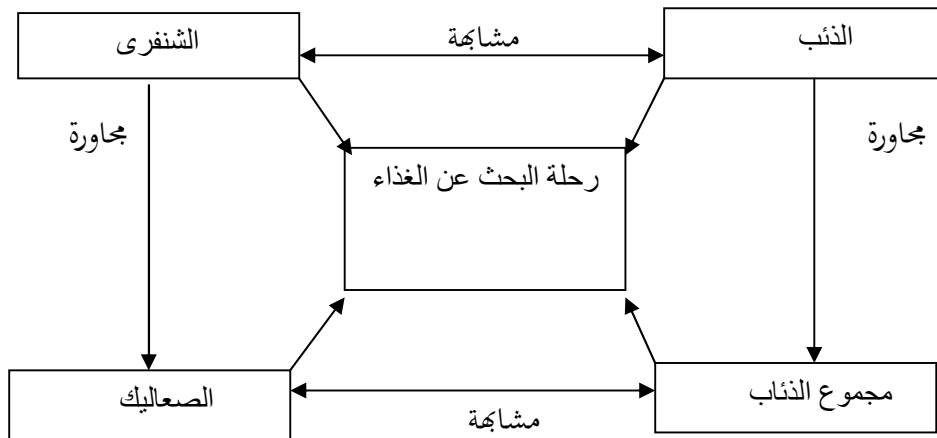 الذئب
مشابهة
الشنفرى
مجاورة
مجاورة
رحلة البحث عن الغذاء
مجموع الذئاب
مشابهة
الصعاليك